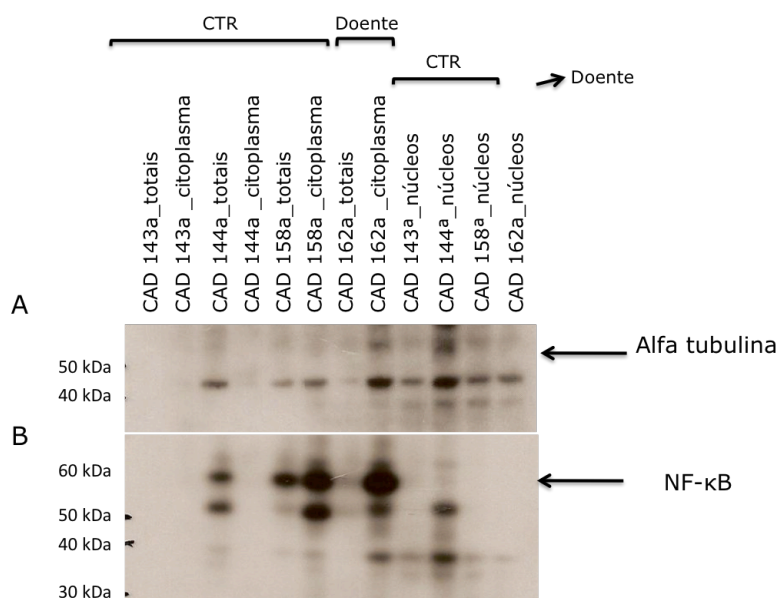 CTR
Doente
CTR
Doente
CAD 143a_totais
CAD 143a_citoplasma
CAD 144a_totais
CAD 144a_citoplasma
CAD 158a_totais
CAD 158a_citoplasma
CAD 162a_totais
CAD 162a_citoplasma
CAD 143ª_núcleos
CAD 144ª_núcleos
CAD 158ª_núcleos
CAD 162a_núcleos
A
Alfa tubulina
50 kDa
40 kDa
B
60 kDa
NF-κB
50 kDa
40 kDa
30 kDa